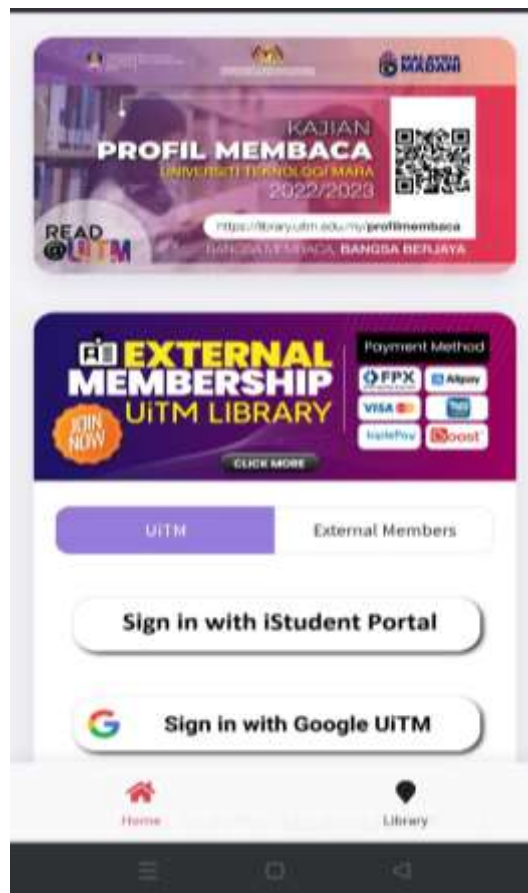 MALAYSIA
MADANI
KAJIAN
PROFIL MEMBACA
UNIVERSITI TEKNOLOGI MARA
2022/2023
https://library.uitm.edu.my/profilmembaca
READ
@UiTM
BANGSA MEMBACA, BANGSA BERJAYA
EXTERNAL
MEMBERSHIP
UiTM LIBRARY
JOIN
NOW
CLICK MORE
Payment Method
FPX
Alipay
VISA
Boost
UiTM
External Members
Sign in with iStudent Portal
Sign in with Google UiTM
Home
Library